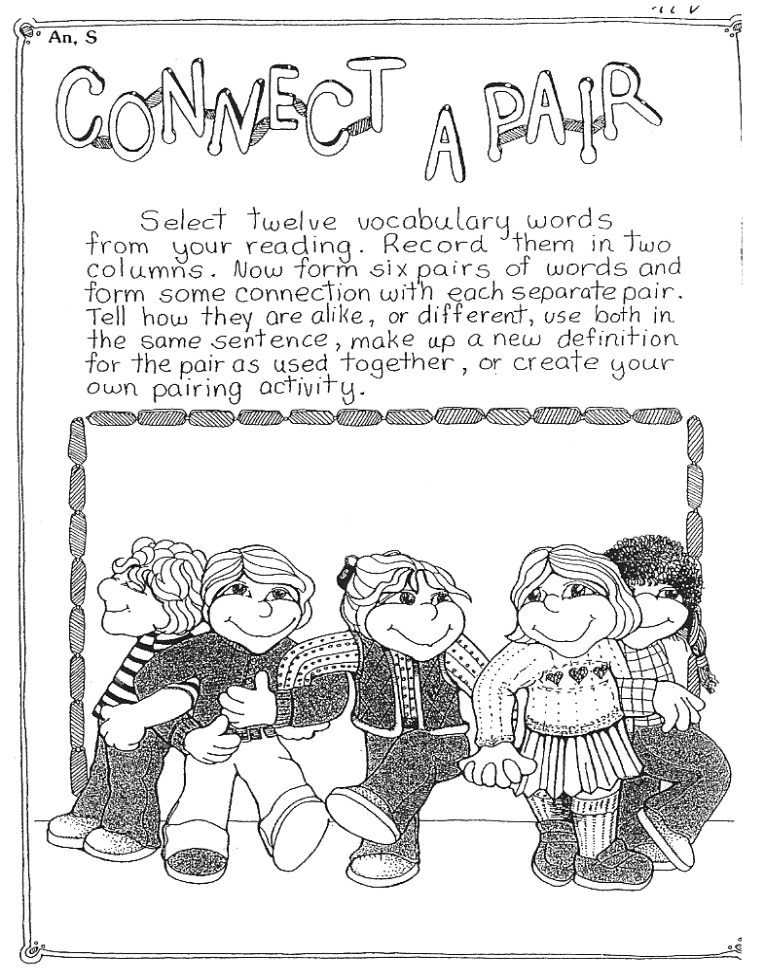 An, S
CONNECT A PAIR
Select twelve vocabulary words
from your reading. Record them in two
columns. Now form six pairs of words and
form some connection with each separate pair.
Tell how they are alike, or different, use both in
the same sentence, make up a new definition
for the pair as used together, or create your
own pairing activity.